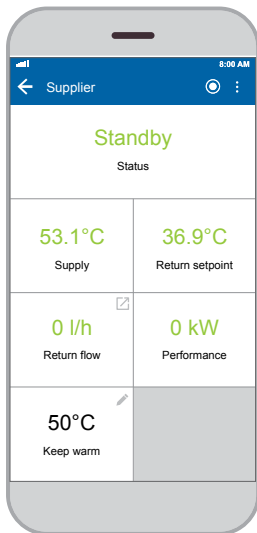 8:00 AM
Supplier
Standby
Status
53.1°C
Supply
36.9°C
Return setpoint
0 l/h
Return flow
0 kW
Performance
50°C
Keep warm